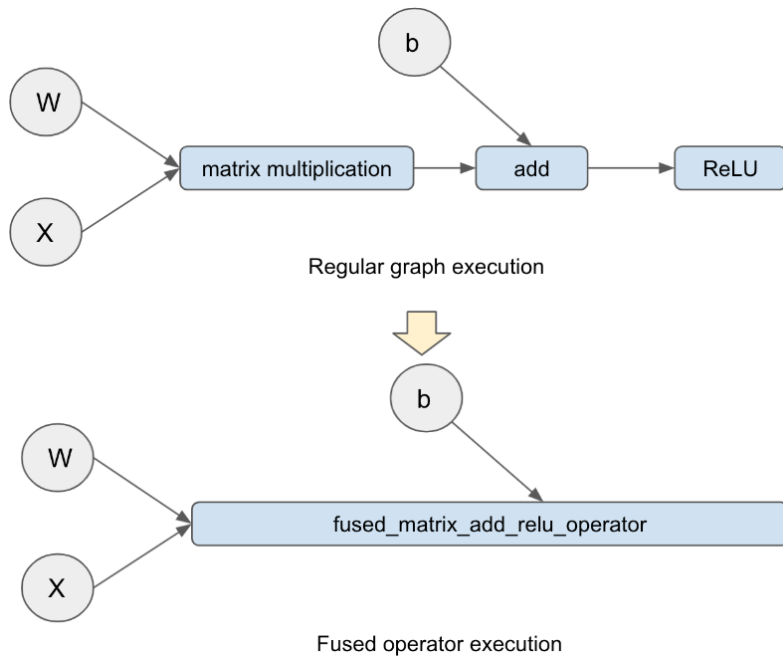 b
W
matrix multiplication
add
ReLU
X
Regular graph execution
b
W
fused_matrix_add_relu_operator
X
Fused operator execution